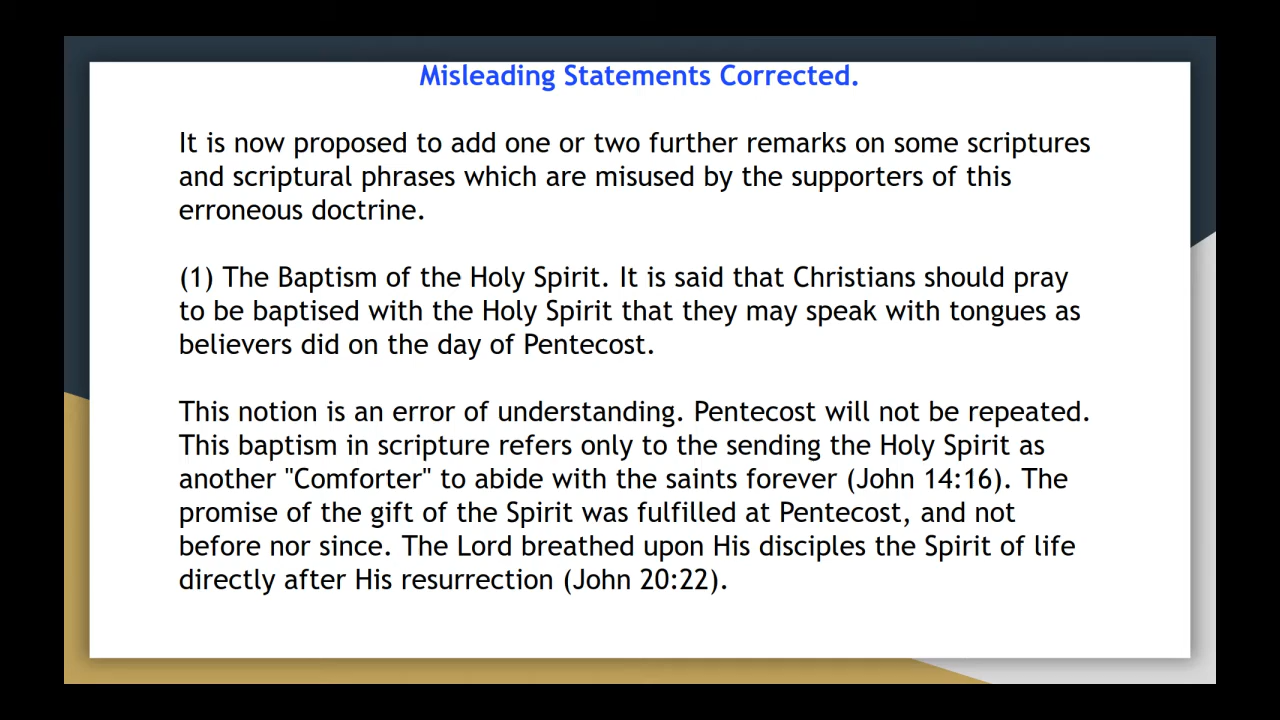 Misleading Statements Corrected.
It is now proposed to add one or two further remarks on some scriptures
and scriptural phrases which are misused by the supporters of this
erroneous doctrine.
(1) The Baptism of the Holy Spirit. It is said that Christians should pray
to be baptised with the Holy Spirit that they may speak with tongues as
believers did on the day of Pentecost.
This notion is an error of understanding. Pentecost will not be repeated.
This baptism in scripture refers only to the sending the Holy Spirit as
another "Comforter" to abide with the saints forever (John 14:16). The
promise of the gift of the Spirit was fulfilled at Pentecost, and not
before nor since. The Lord breathed upon His disciples the Spirit of life
directly after His resurrection (John 20:22).